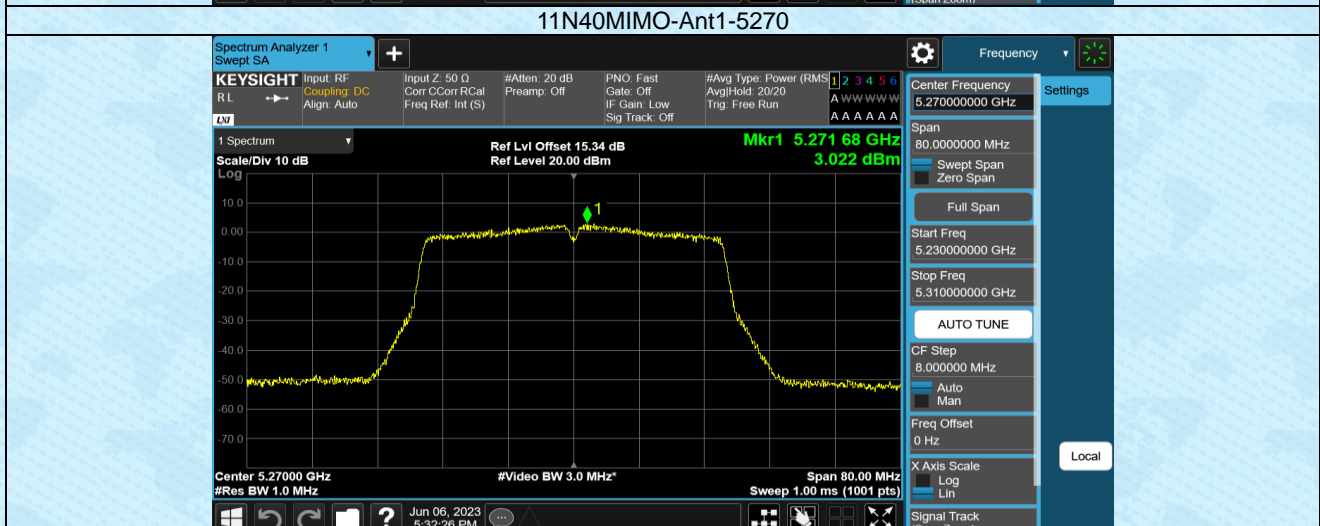 (Span Zoom)
11N40MIMO-Ant1-5270
Spectrum Analyzer 1
Swept SA
+
Frequency
KEYSIGHT
R L
LXI
Input: RF
Coupling: DC
Align: Auto
Input Z: 50 Ω
Corr CCorr RCal
Freq Ref: Int (S)
#Atten: 20 dB
Preamp: Off
PNO: Fast
Gate: Off
IF Gain: Low
Sig Track: Off
#Avg Type: Power (RMS
Avg|Hold: 20/20
Trig: Free Run
1 2 3 4 5 6
A W W W W W
A A A A A A
1 Spectrum
Scale/Div 10 dB
Log
Ref Lvl Offset 15.34 dB
Ref Level 20.00 dBm
Mkr1 5.271 68 GHz
3.022 dBm
10.0
0.00
-10.0
-20.0
-30.0
-40.0
-50.0
-60.0
-70.0
1
Center 5.27000 GHz
#Res BW 1.0 MHz
#Video BW 3.0 MHz*
Span 80.00 MHz
Sweep 1.00 ms (1001 pts)
Center Frequency
5.270000000 GHz
Settings
Span
80.0000000 MHz
Swept Span
Zero Span
Full Span
Start Freq
5.230000000 GHz
Stop Freq
5.310000000 GHz
AUTO TUNE
CF Step
8.000000 MHz
Auto
Man
Freq Offset
0 Hz
X Axis Scale
Log
Lin
Local
Signal Track
?
Jun 06, 2023
5:32:26 PM